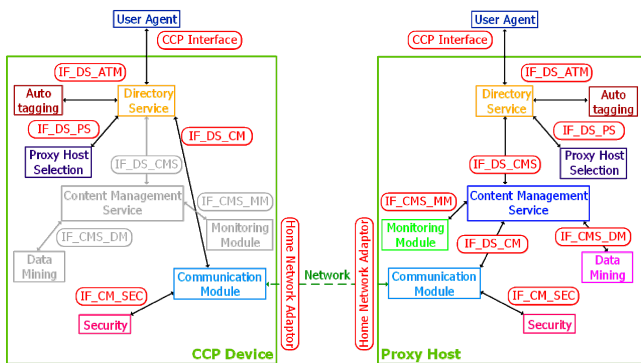 User Agent
CCP Interface
IF_DS_ATM
Auto
tagging
Directory
Service
IF_DS_PS
Proxy Host
Selection
IF_DS_CM
IF_DS_CMS
Content Management
Service
IF_CMS_MM
Monitoring
Module
IF_CMS_DM
Data
Mining
Communication
Module
IF_CM_SEC
Security
CCP Device
Home Network Adaptor
Network
Home Network Adaptor
User Agent
CCP Interface
IF_DS_ATM
Directory
Service
Auto
tagging
IF_DS_PS
Proxy Host
Selection
IF_DS_CMS
Content Management
Service
IF_CMS_MM
Monitoring
Module
IF_DS_CM
IF_CMS_DM
Data
Mining
Communication
Module
IF_CM_SEC
Security
Proxy Host